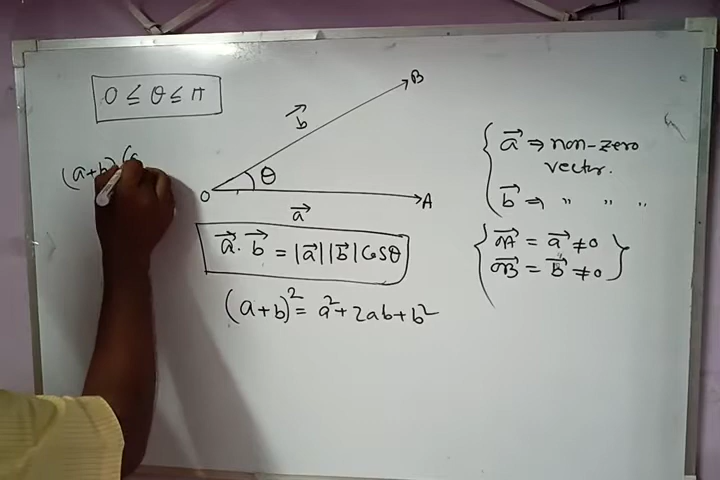 0 ≤ θ ≤ π
(a+b) (a
B
b⃗
θ
O
A
a⃗
a⃗ . b⃗ = |a⃗| |b⃗| Cosθ
(a+b)² = a² + 2ab + b²
a⃗ ⇒ non-zero
vector.
b⃗ ⇒ " " "
OA⃗ = a⃗ ≠ 0
OB⃗ = b⃗ ≠ 0